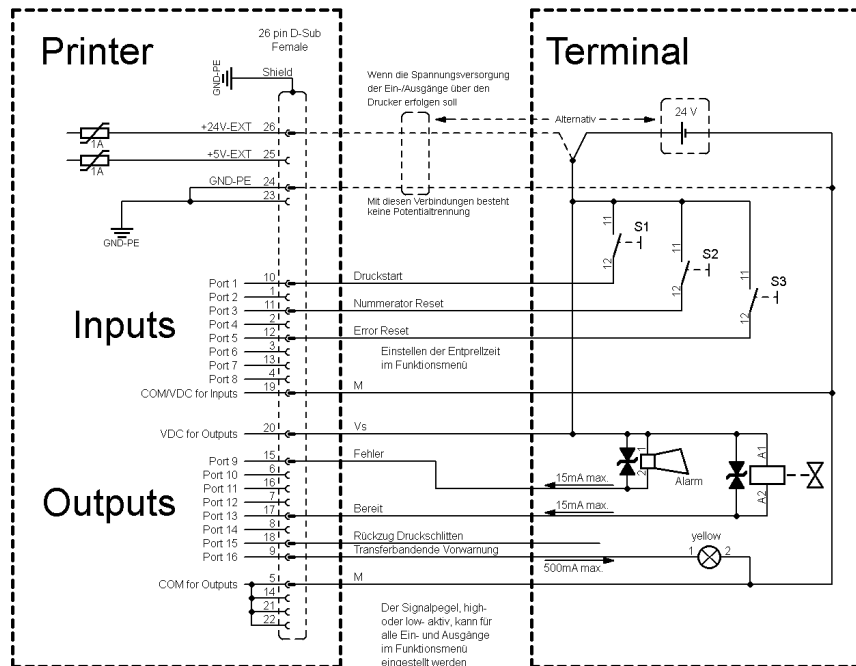 Printer
26 pin D-Sub
Female
Terminal
GND-PE
Shield
Wenn die Spannungsversorgung
der Ein-/Ausgänge über den
Drucker erfolgen soll
Alternativ
24 V
+24V-EXT 26
1A
+5V-EXT 25
1A
GND-PE 24
23
GND-PE
Mit diesen Verbindungen besteht
keine Potentialtrennung
11
12
S1
11
12
S2
11
12
S3
Inputs
Port 1 10 Druckstart
Port 2 1
Port 3 11 Nummerator Reset
Port 4 2
Port 5 12 Error Reset
Port 6 3
Port 7 13
Port 8 4
Einstellen der Entprellzeit
im Funktionsmenü
COM/VDC for Inputs 19 M
VDC for Outputs 20 Vs
Outputs
Port 9 15 Fehler
Port 10 6
Port 11 16
Port 12 7
Port 13 17 Bereit
Port 14 8
Port 15 18 Rückzug Druckschlitten
Port 16 9 Transferbandende Vorwarnung
15mA max.
1
2
Alarm
A1
A2
15mA max.
500mA max.
yellow
1 2
COM for Outputs 5 M
14
21
22
Der Signalpegel, high-
oder low- aktiv, kann für
alle Ein- und Ausgänge
im Funktionsmenü
eingestellt werden